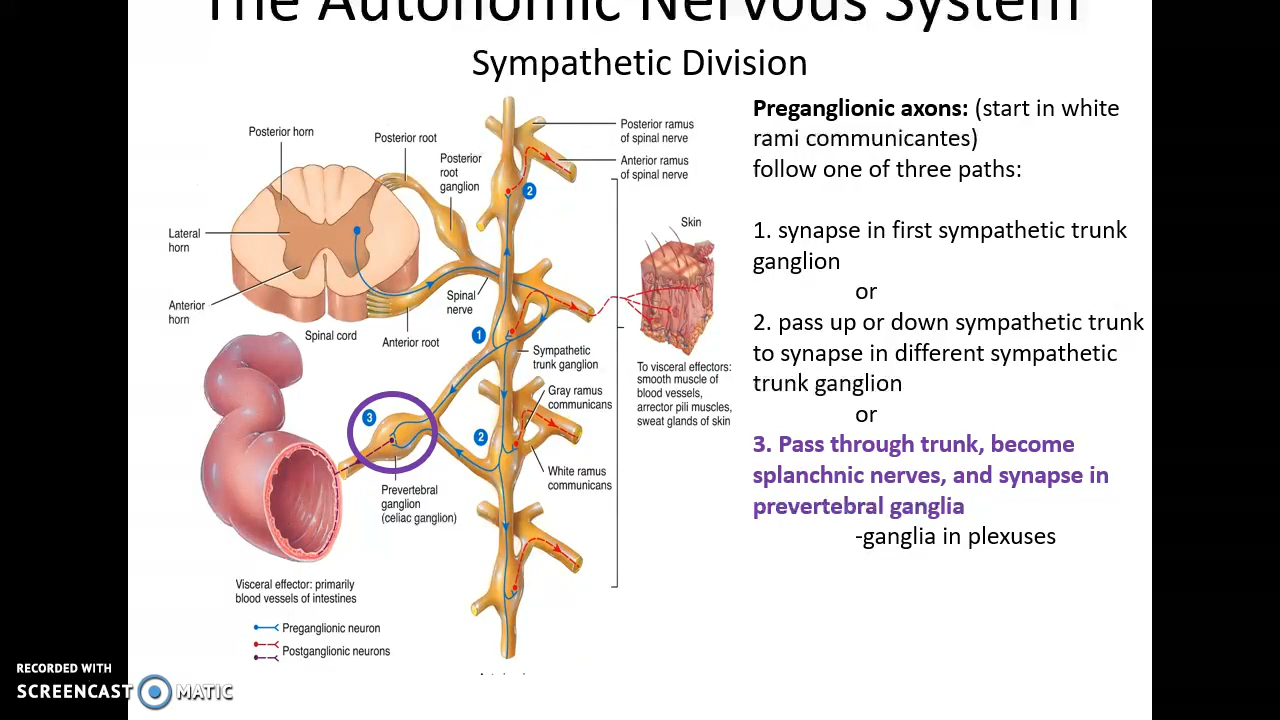 The Autonomic Nervous System
Sympathetic Division
Posterior horn
Posterior root
Posterior
root
ganglion
Posterior ramus
of spinal nerve
Anterior ramus
of spinal nerve
2
Skin
Lateral
horn
Anterior
horn
Spinal
nerve
Spinal cord
Anterior root
1
Sympathetic
trunk ganglion
Gray ramus
communicans
To visceral effectors:
smooth muscle of
blood vessels,
arrector pili muscles,
sweat glands of skin
3
2
White ramus
communicans
Prevertebral
ganglion
(celiac ganglion)
Visceral effector: primarily
blood vessels of intestines
Preganglionic neuron
Postganglionic neurons
Preganglionic axons: (start in white
rami communicantes)
follow one of three paths:
1. synapse in first sympathetic trunk
ganglion
or
2. pass up or down sympathetic trunk
to synapse in different sympathetic
trunk ganglion
or
3. Pass through trunk, become
splanchnic nerves, and synapse in
prevertebral ganglia
-ganglia in plexuses
RECORDED WITH
SCREENCAST MATIC